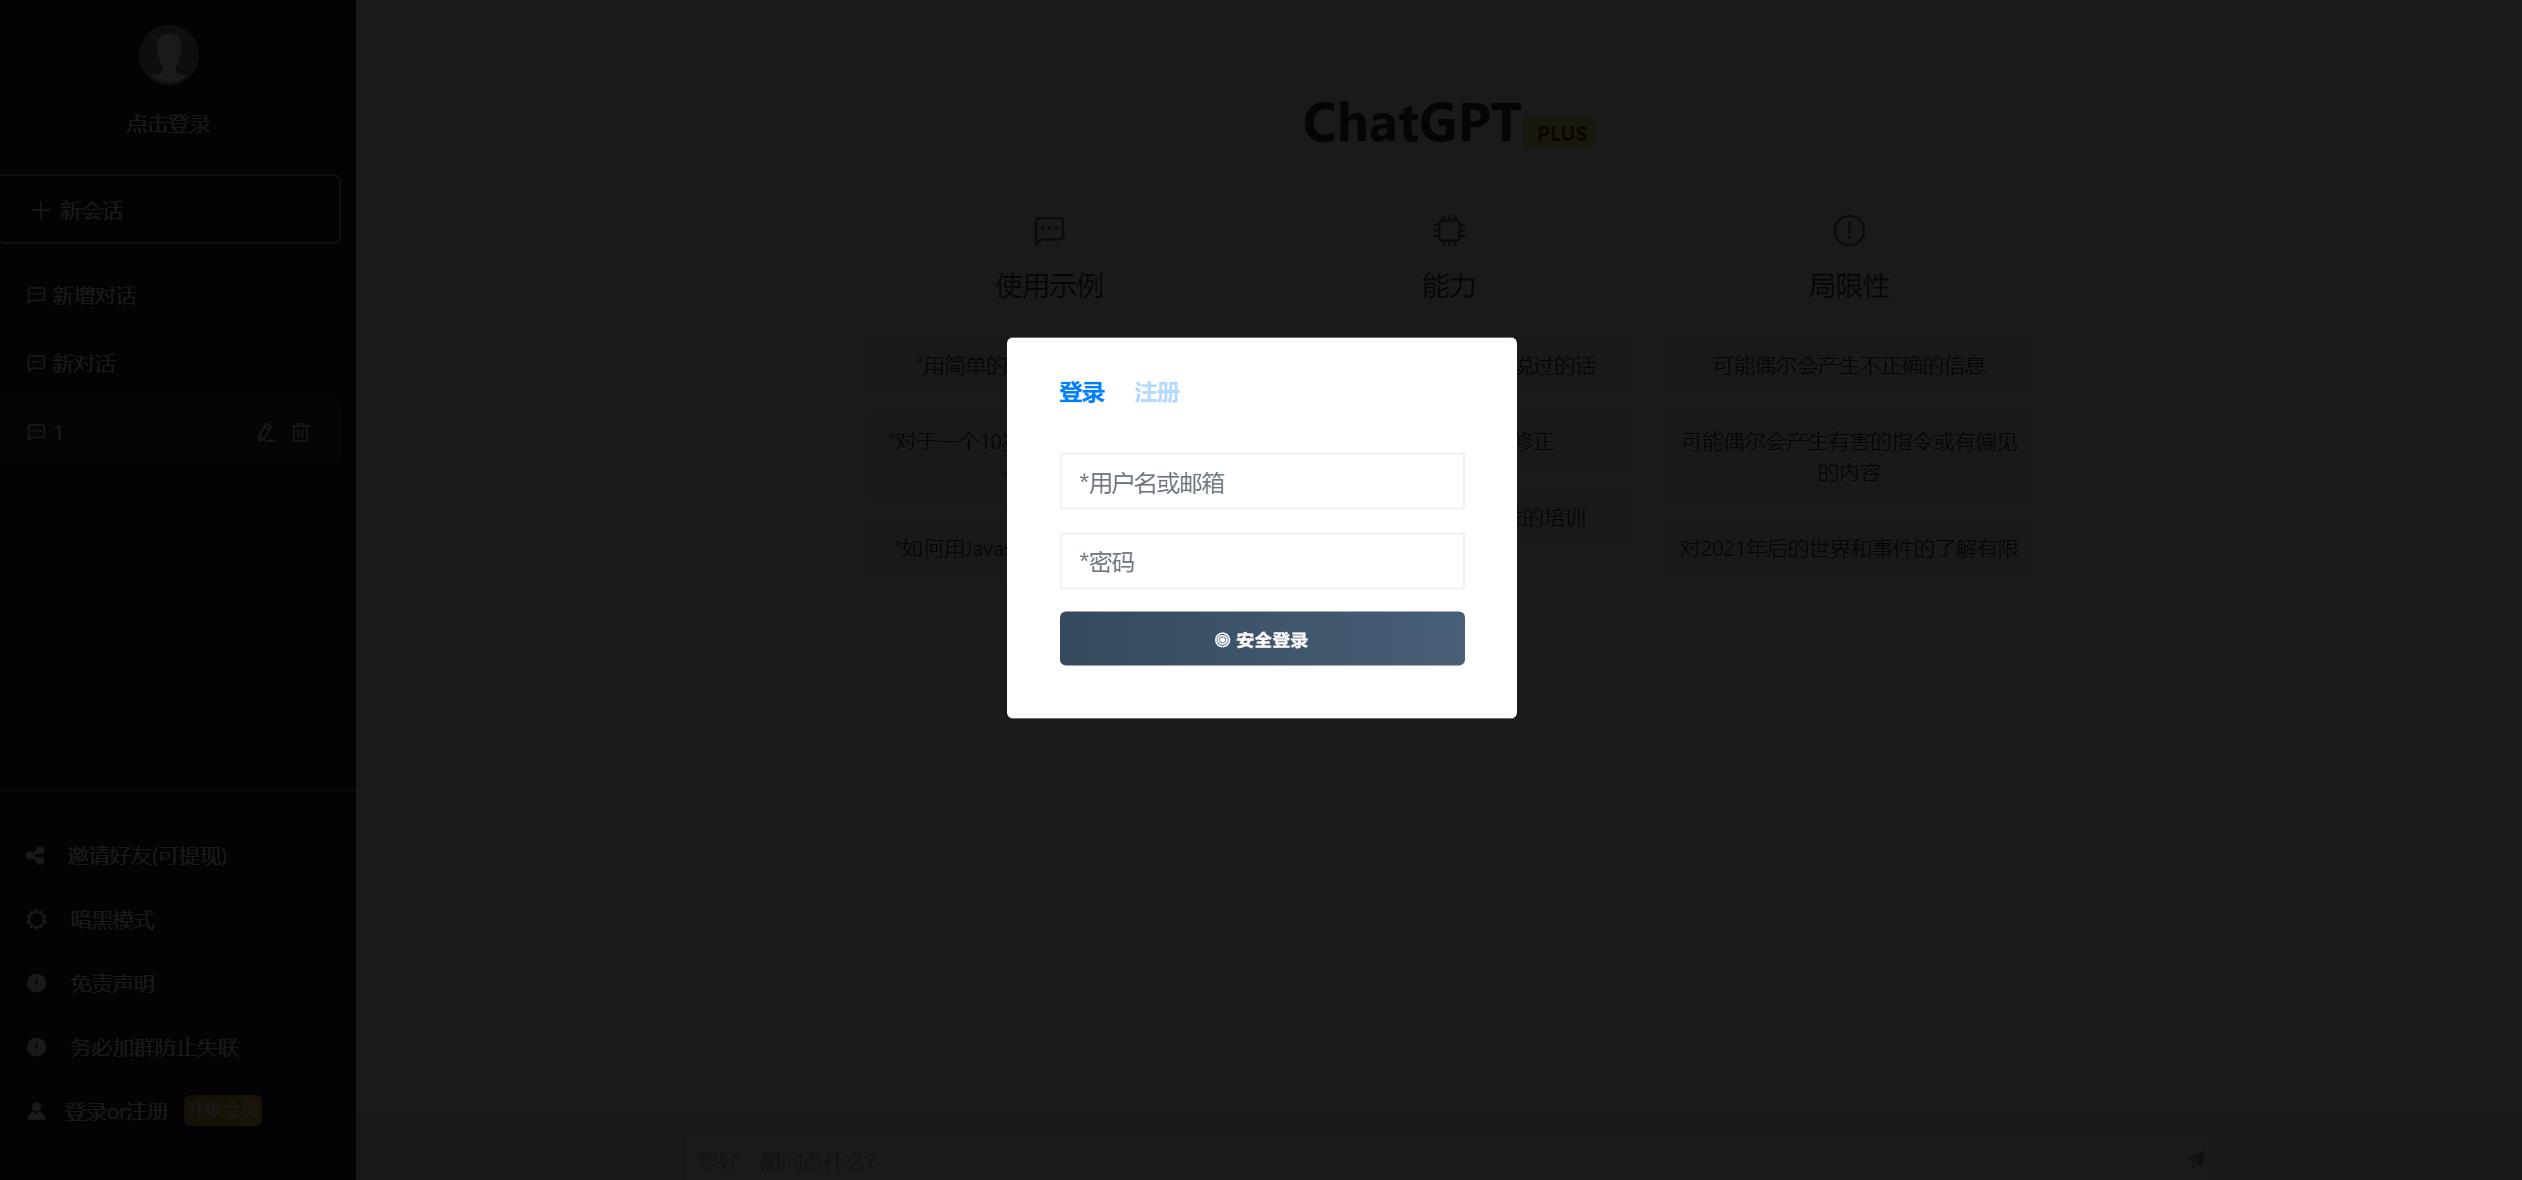 点击登录
新会话
新增对话
新对话
1
邀请好友(可提现)
暗黑模式
免责声明
务必加群防止失联
登录or注册 升级会员
ChatGPT PLUS
使用示例
能力
局限性
“用简单的
说过的话
可能偶尔会产生不正确的信息
“对于一个10
修正
可能偶尔会产生有害的指令或有偏见
的内容
的培训
“如何用Javas
对2021年后的世界和事件的了解有限
登录 注册
*用户名或邮箱
*密码
安全登录
您好，想问点什么?